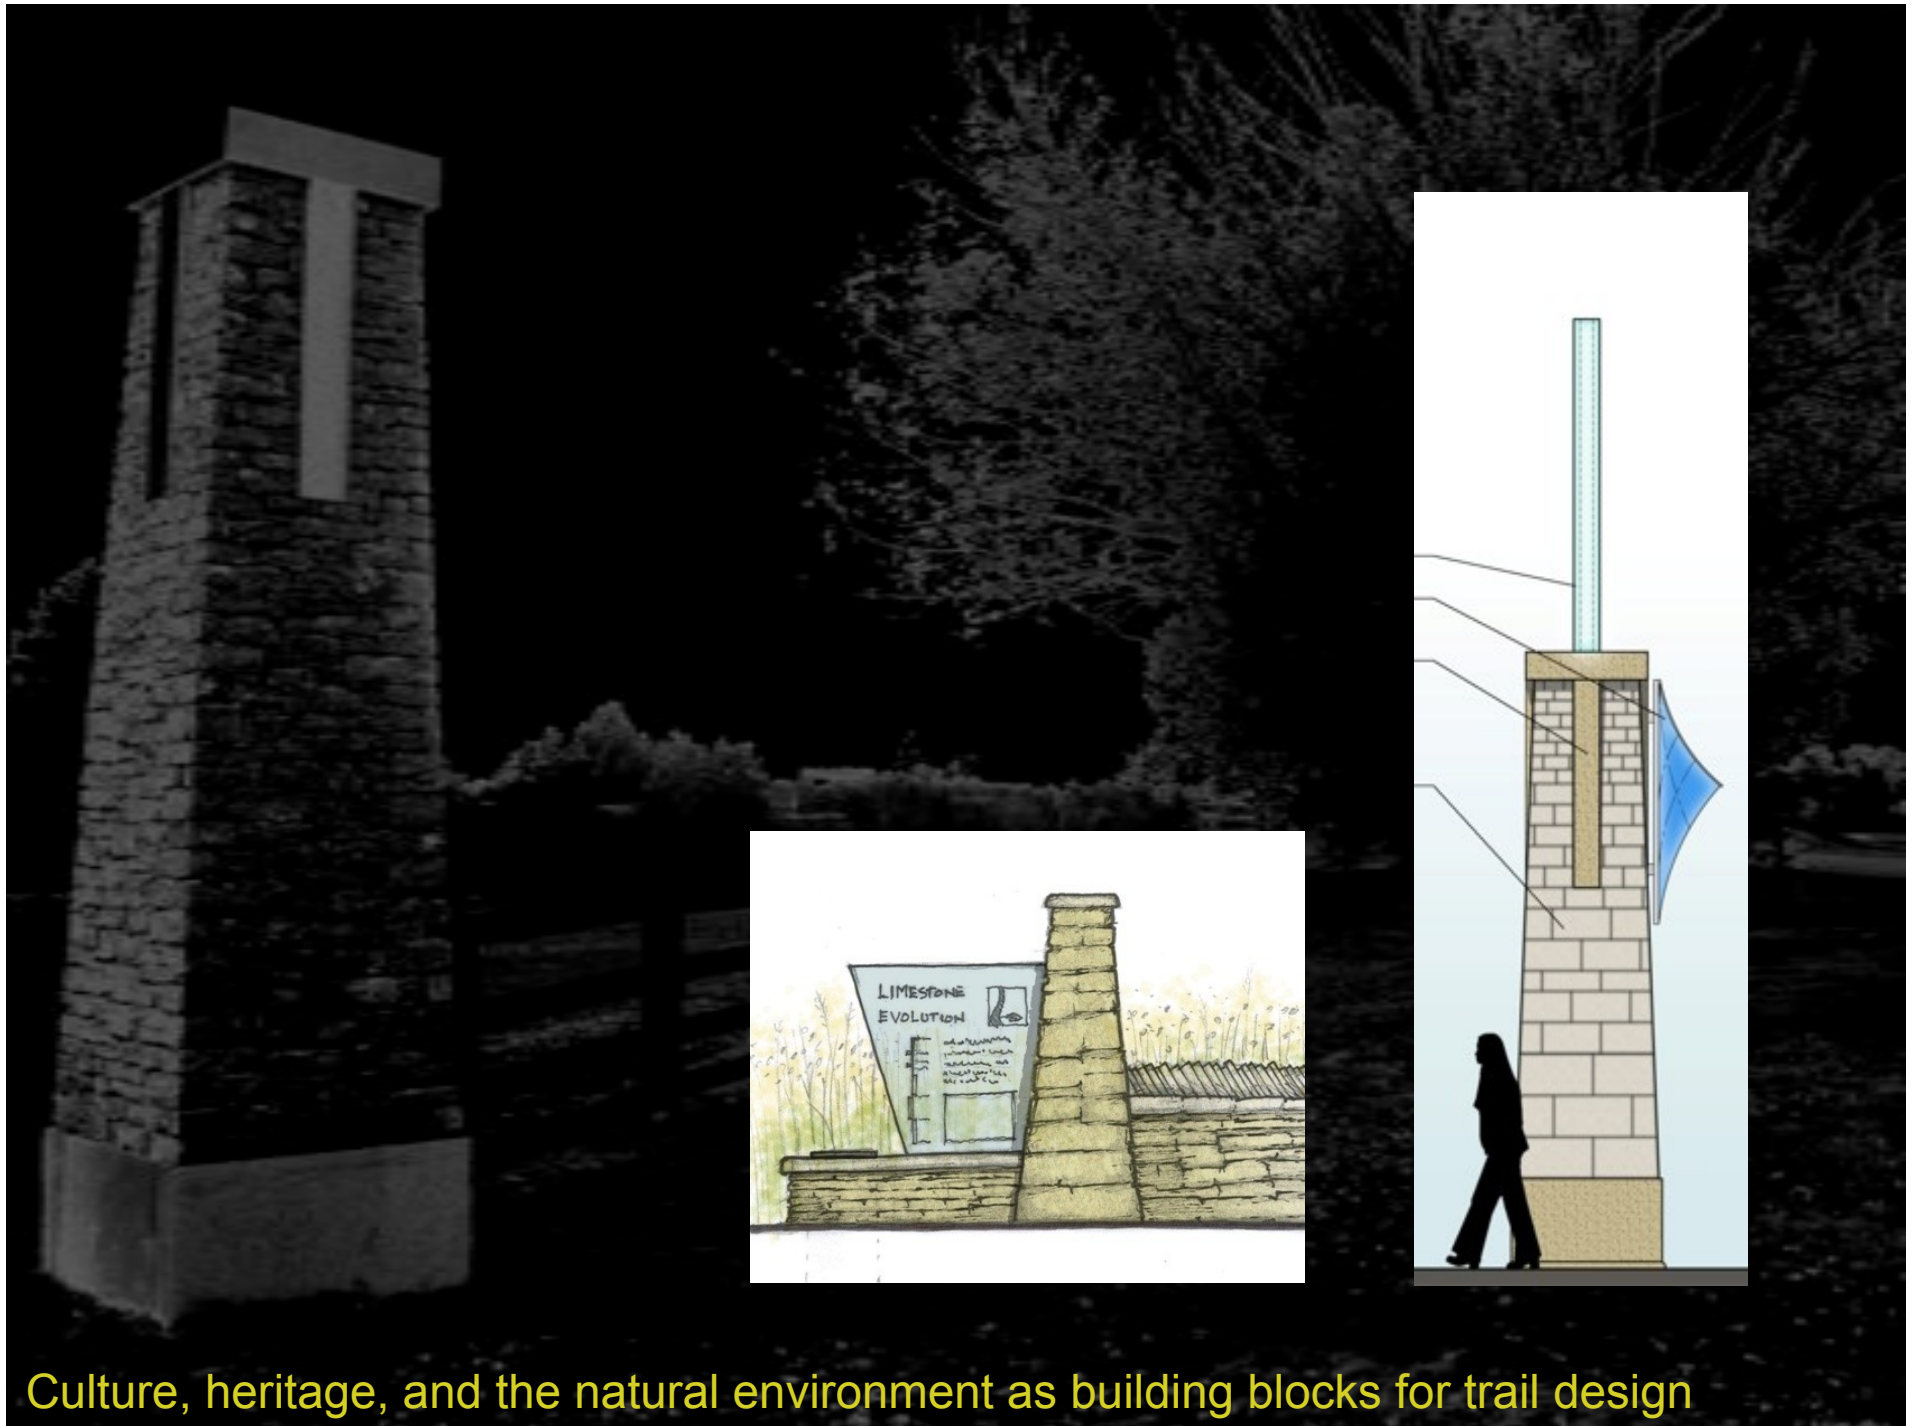 LIMESTONE
EVOLUTION
Culture, heritage, and the natural environment as building blocks for trail design